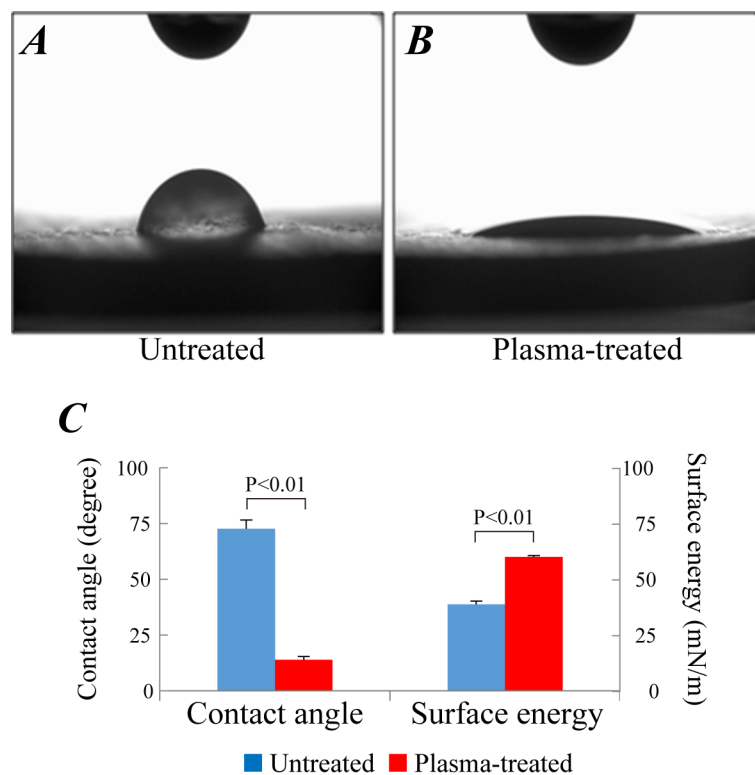 A
B
Untreated
Plasma-treated
C
Contact angle (degree)
100
75
50
25
0
P<0.01
P<0.01
100
75
50
25
0
Surface energy (mN/m)
Contact angle
Surface energy
Untreated
Plasma-treated